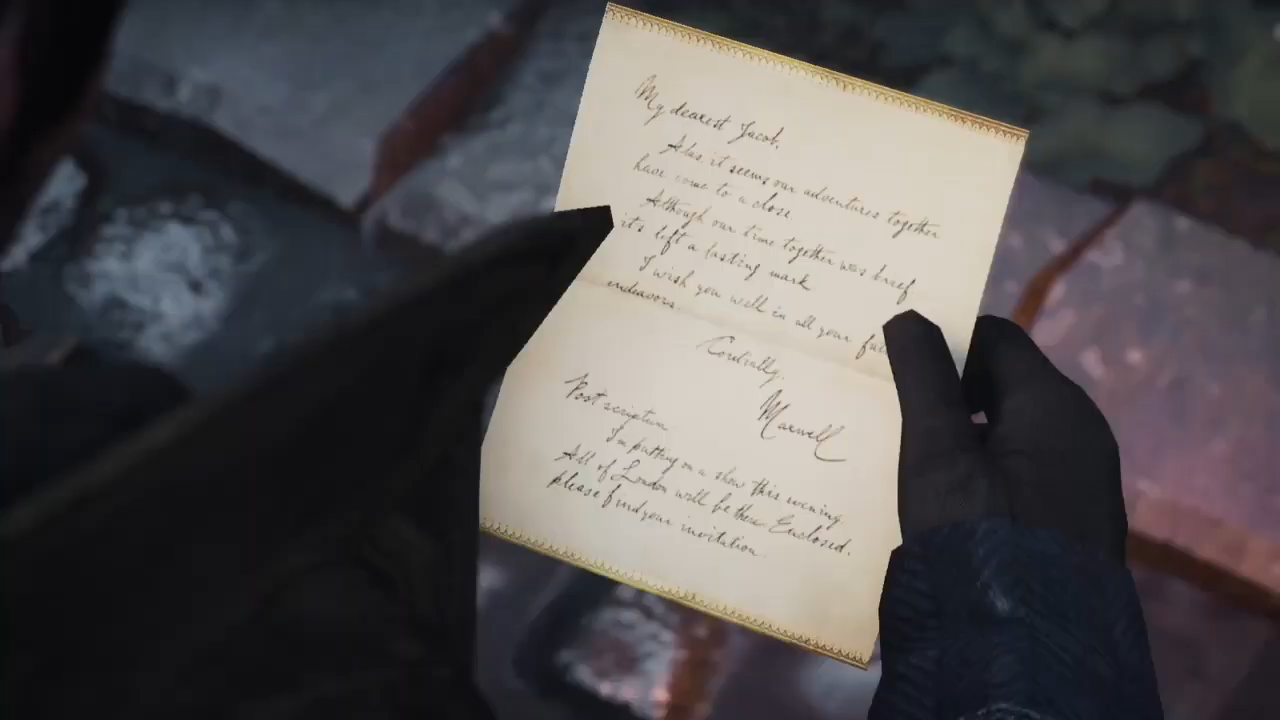 My dearest Jacob,
Alas, it seems our adventures together
have come to a close
Although our time together was brief
it's left a lasting mark
I wish you well in all your
endeavors.
Cordially,
Maxwell
Post scriptum
I'm putting on a show this evening
All of London will be there. Enclosed,
please find your invitation